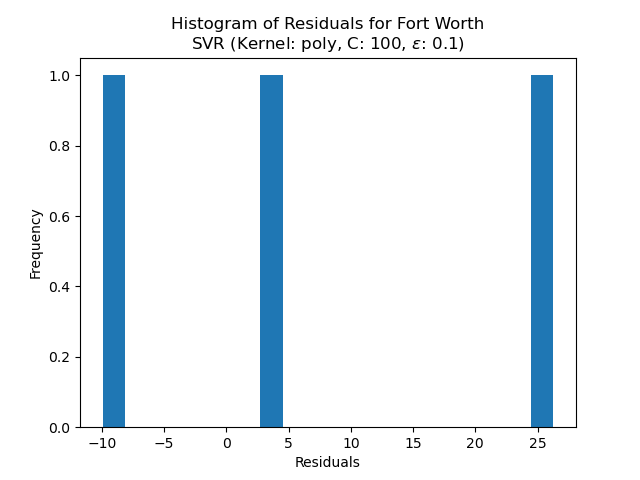 Histogram of Residuals for Fort Worth
SVR (Kernel: poly, C: 100, ε: 0.1)
1.0
0.8
0.6
0.4
0.2
0.0
Frequency
−10 −5 0 5 10 15 20 25
Residuals